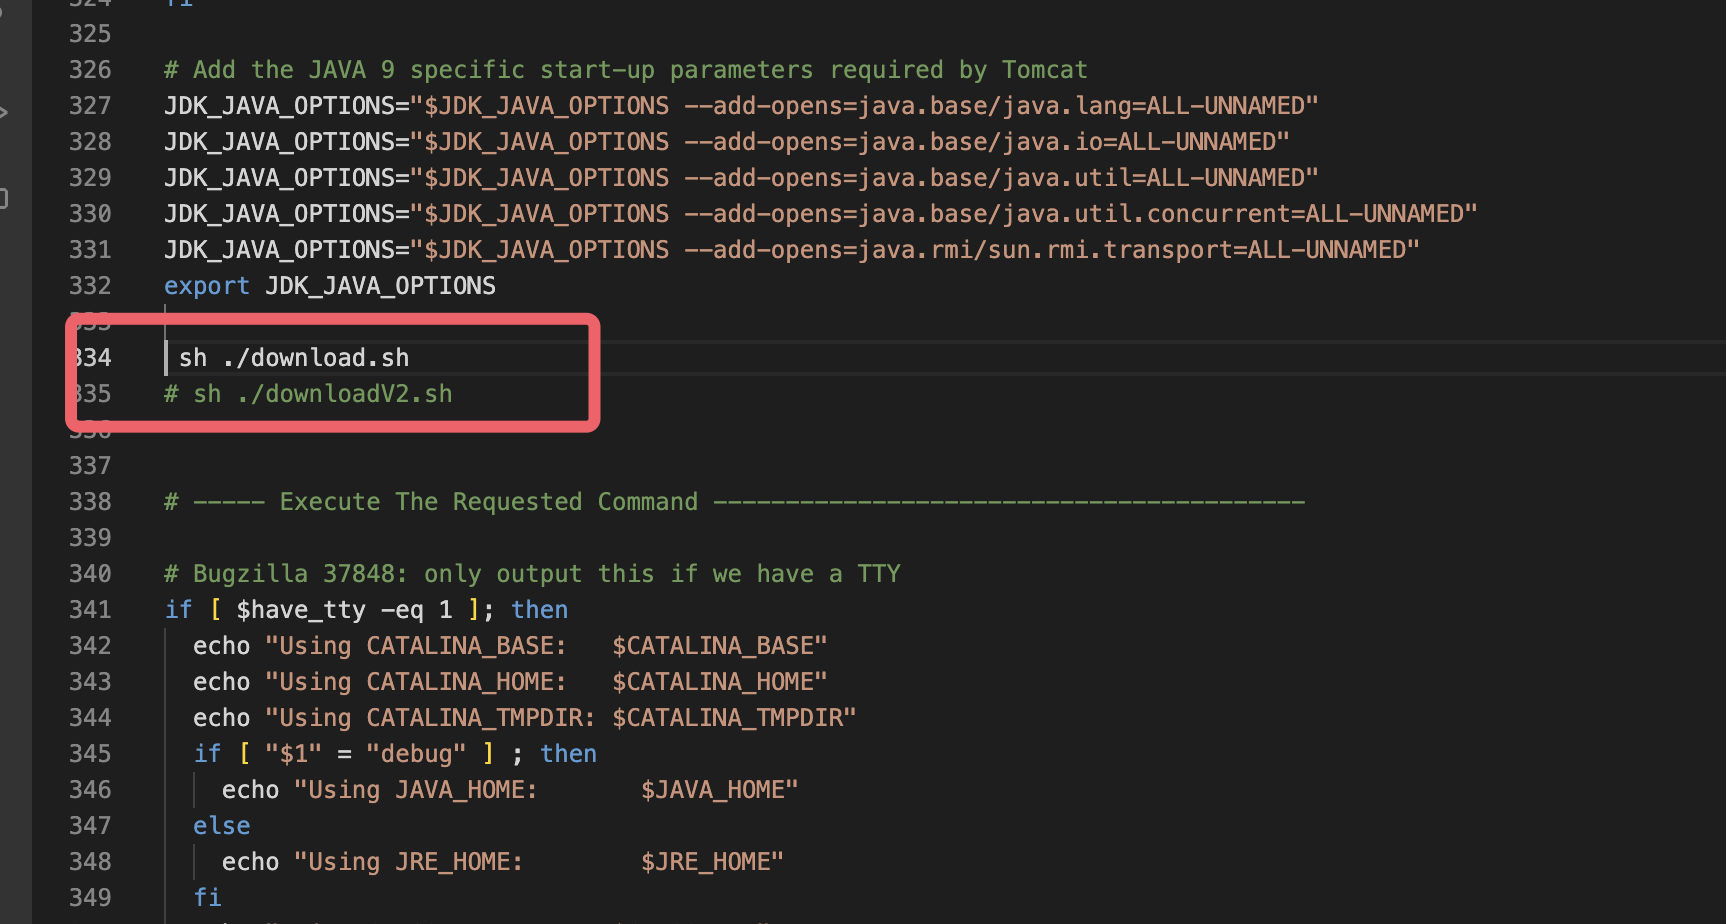 324 fi
325
326 # Add the JAVA 9 specific start-up parameters required by Tomcat
327 JDK_JAVA_OPTIONS="$JDK_JAVA_OPTIONS --add-opens=java.base/java.lang=ALL-UNNAMED"
328 JDK_JAVA_OPTIONS="$JDK_JAVA_OPTIONS --add-opens=java.base/java.io=ALL-UNNAMED"
329 JDK_JAVA_OPTIONS="$JDK_JAVA_OPTIONS --add-opens=java.base/java.util=ALL-UNNAMED"
330 JDK_JAVA_OPTIONS="$JDK_JAVA_OPTIONS --add-opens=java.base/java.util.concurrent=ALL-UNNAMED"
331 JDK_JAVA_OPTIONS="$JDK_JAVA_OPTIONS --add-opens=java.rmi/sun.rmi.transport=ALL-UNNAMED"
332 export JDK_JAVA_OPTIONS
333
334 sh ./download.sh
335 # sh ./downloadV2.sh
336
337
338 # ----- Execute The Requested Command -----------------------------------------
339
340 # Bugzilla 37848: only output this if we have a TTY
341 if [ $have_tty -eq 1 ]; then
342 echo "Using CATALINA_BASE:   $CATALINA_BASE"
343 echo "Using CATALINA_HOME:   $CATALINA_HOME"
344 echo "Using CATALINA_TMPDIR: $CATALINA_TMPDIR"
345 if [ "$1" = "debug" ] ; then
346 echo "Using JAVA_HOME:       $JAVA_HOME"
347 else
348 echo "Using JRE_HOME:        $JRE_HOME"
349 fi